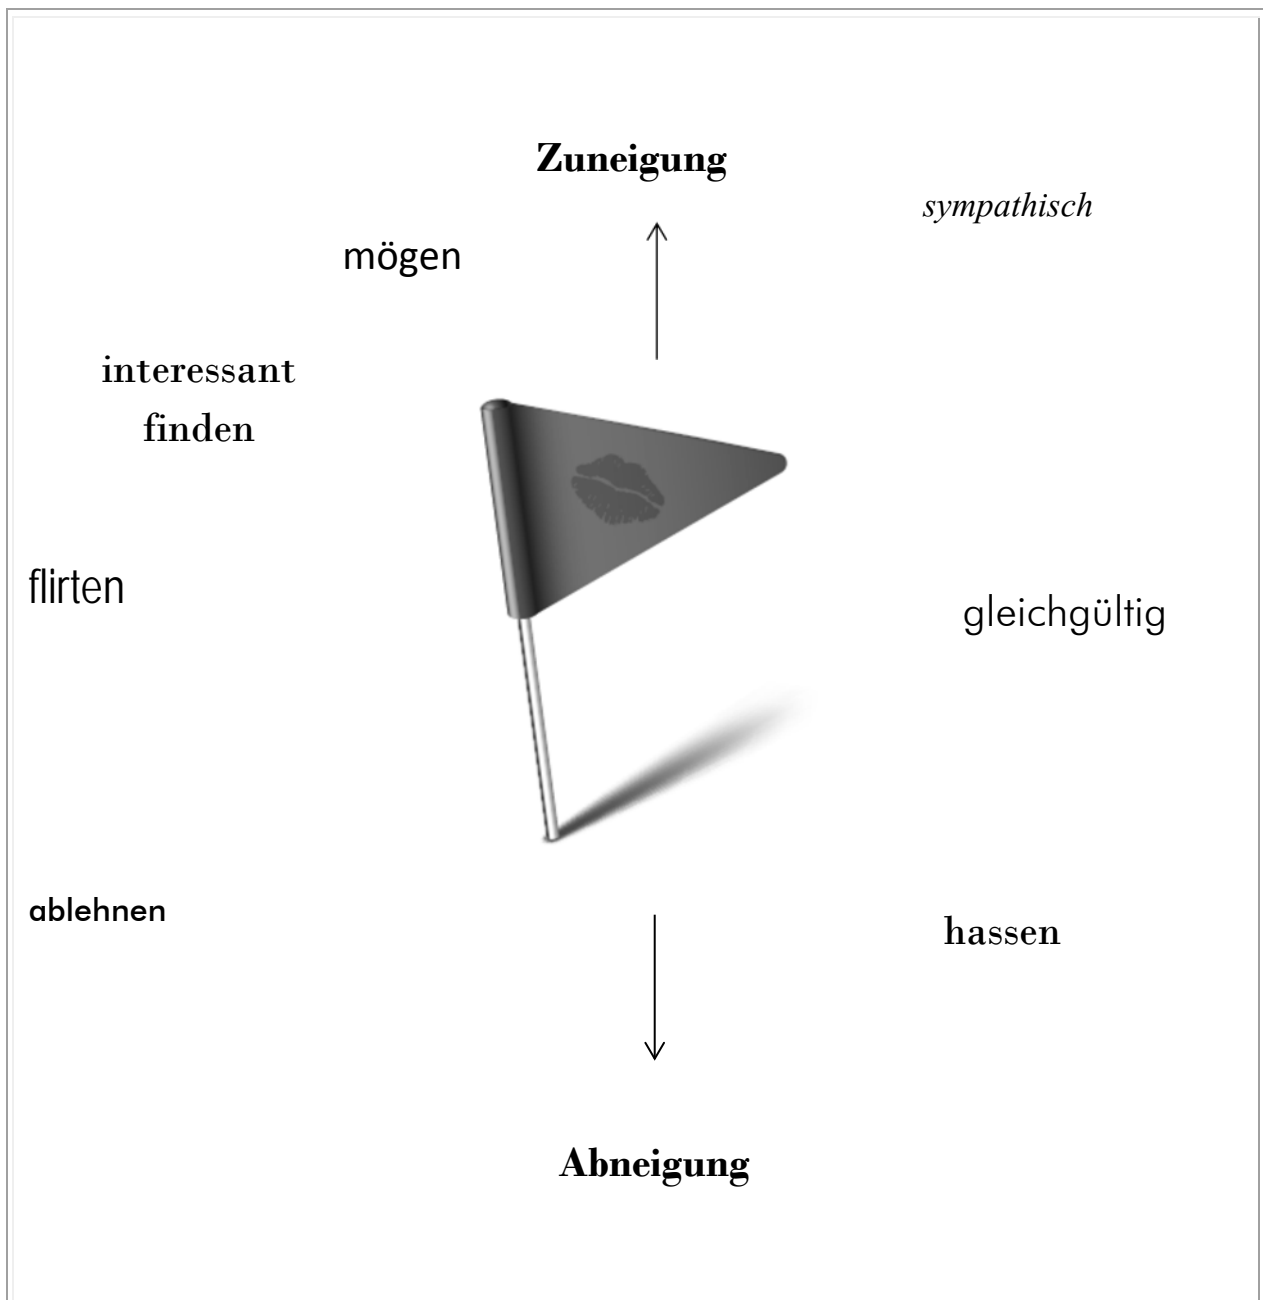 Zuneigung
sympathisch
mögen
interessant
finden
flirten
gleichgültig
ablehnen
hassen
Abneigung